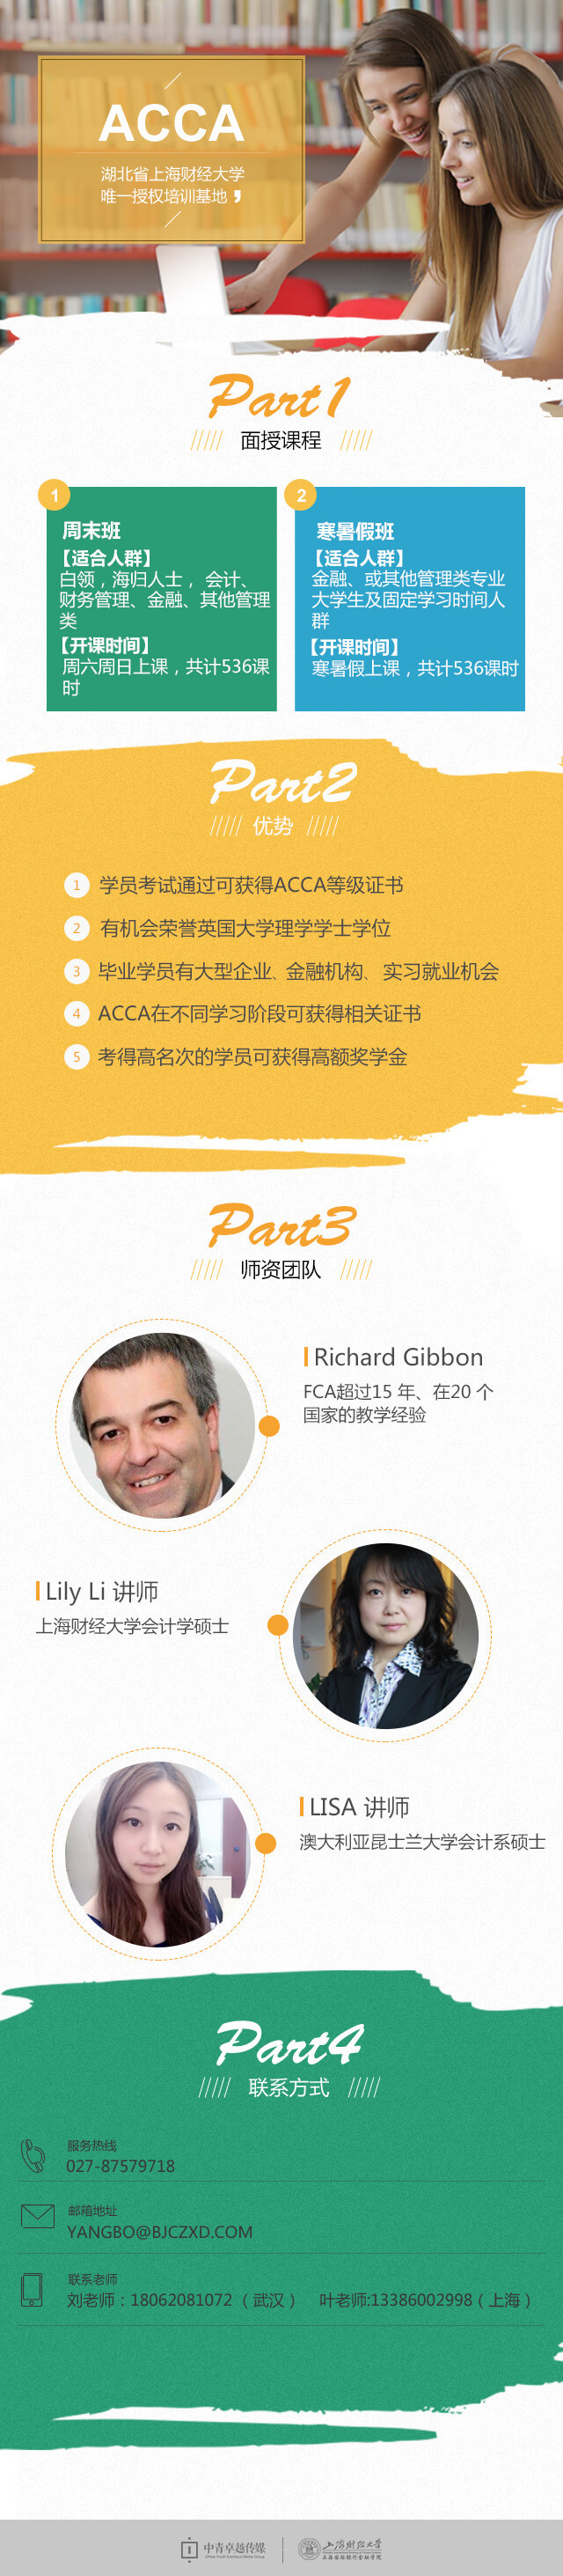 ACCA
湖北省上海财经大学
唯一授权培训基地
Part1
面授课程
1
周末班
【适合人群】
白领，海归人士， 会计、
财务管理、金融、其他管理
类
【开课时间】
周六周日上课，共计536课
时
2
寒暑假班
【适合人群】
金融、或其他管理类专业
大学生及固定学习时间人
群
【开课时间】
寒暑假上课，共计536课时
Part2
优势
1 学员考试通过可获得ACCA等级证书
2 有机会荣誉英国大学理学学士学位
3 毕业学员有大型企业、金融机构、 实习就业机会
4 ACCA在不同学习阶段可获得相关证书
5 考得高名次的学员可获得高额奖学金
Part3
师资团队
Richard Gibbon
FCA超过15 年、在20 个
国家的教学经验
Lily Li 讲师
上海财经大学会计学硕士
LISA 讲师
澳大利亚昆士兰大学会计系硕士
Part4
联系方式
服务热线
027-87579718
邮箱地址
YANGBO@BJCZXD.COM
联系老师
刘老师：18062081072 （武汉） 叶老师:13386002998（上海）
中青卓越传媒
上海财经大学